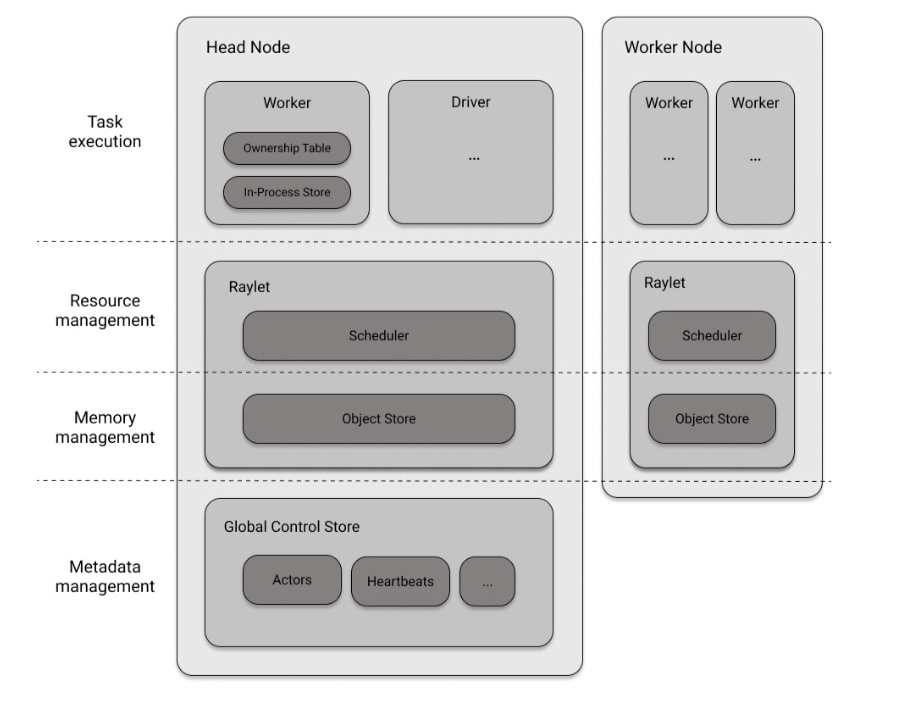 Head Node
Worker Node
Task
execution
Worker
Ownership Table
In-Process Store
Driver
...
Worker
...
Worker
...
Resource
management
Raylet
Scheduler
Raylet
Scheduler
Memory
management
Object Store
Object Store
Metadata
management
Global Control Store
Actors
Heartbeats
...